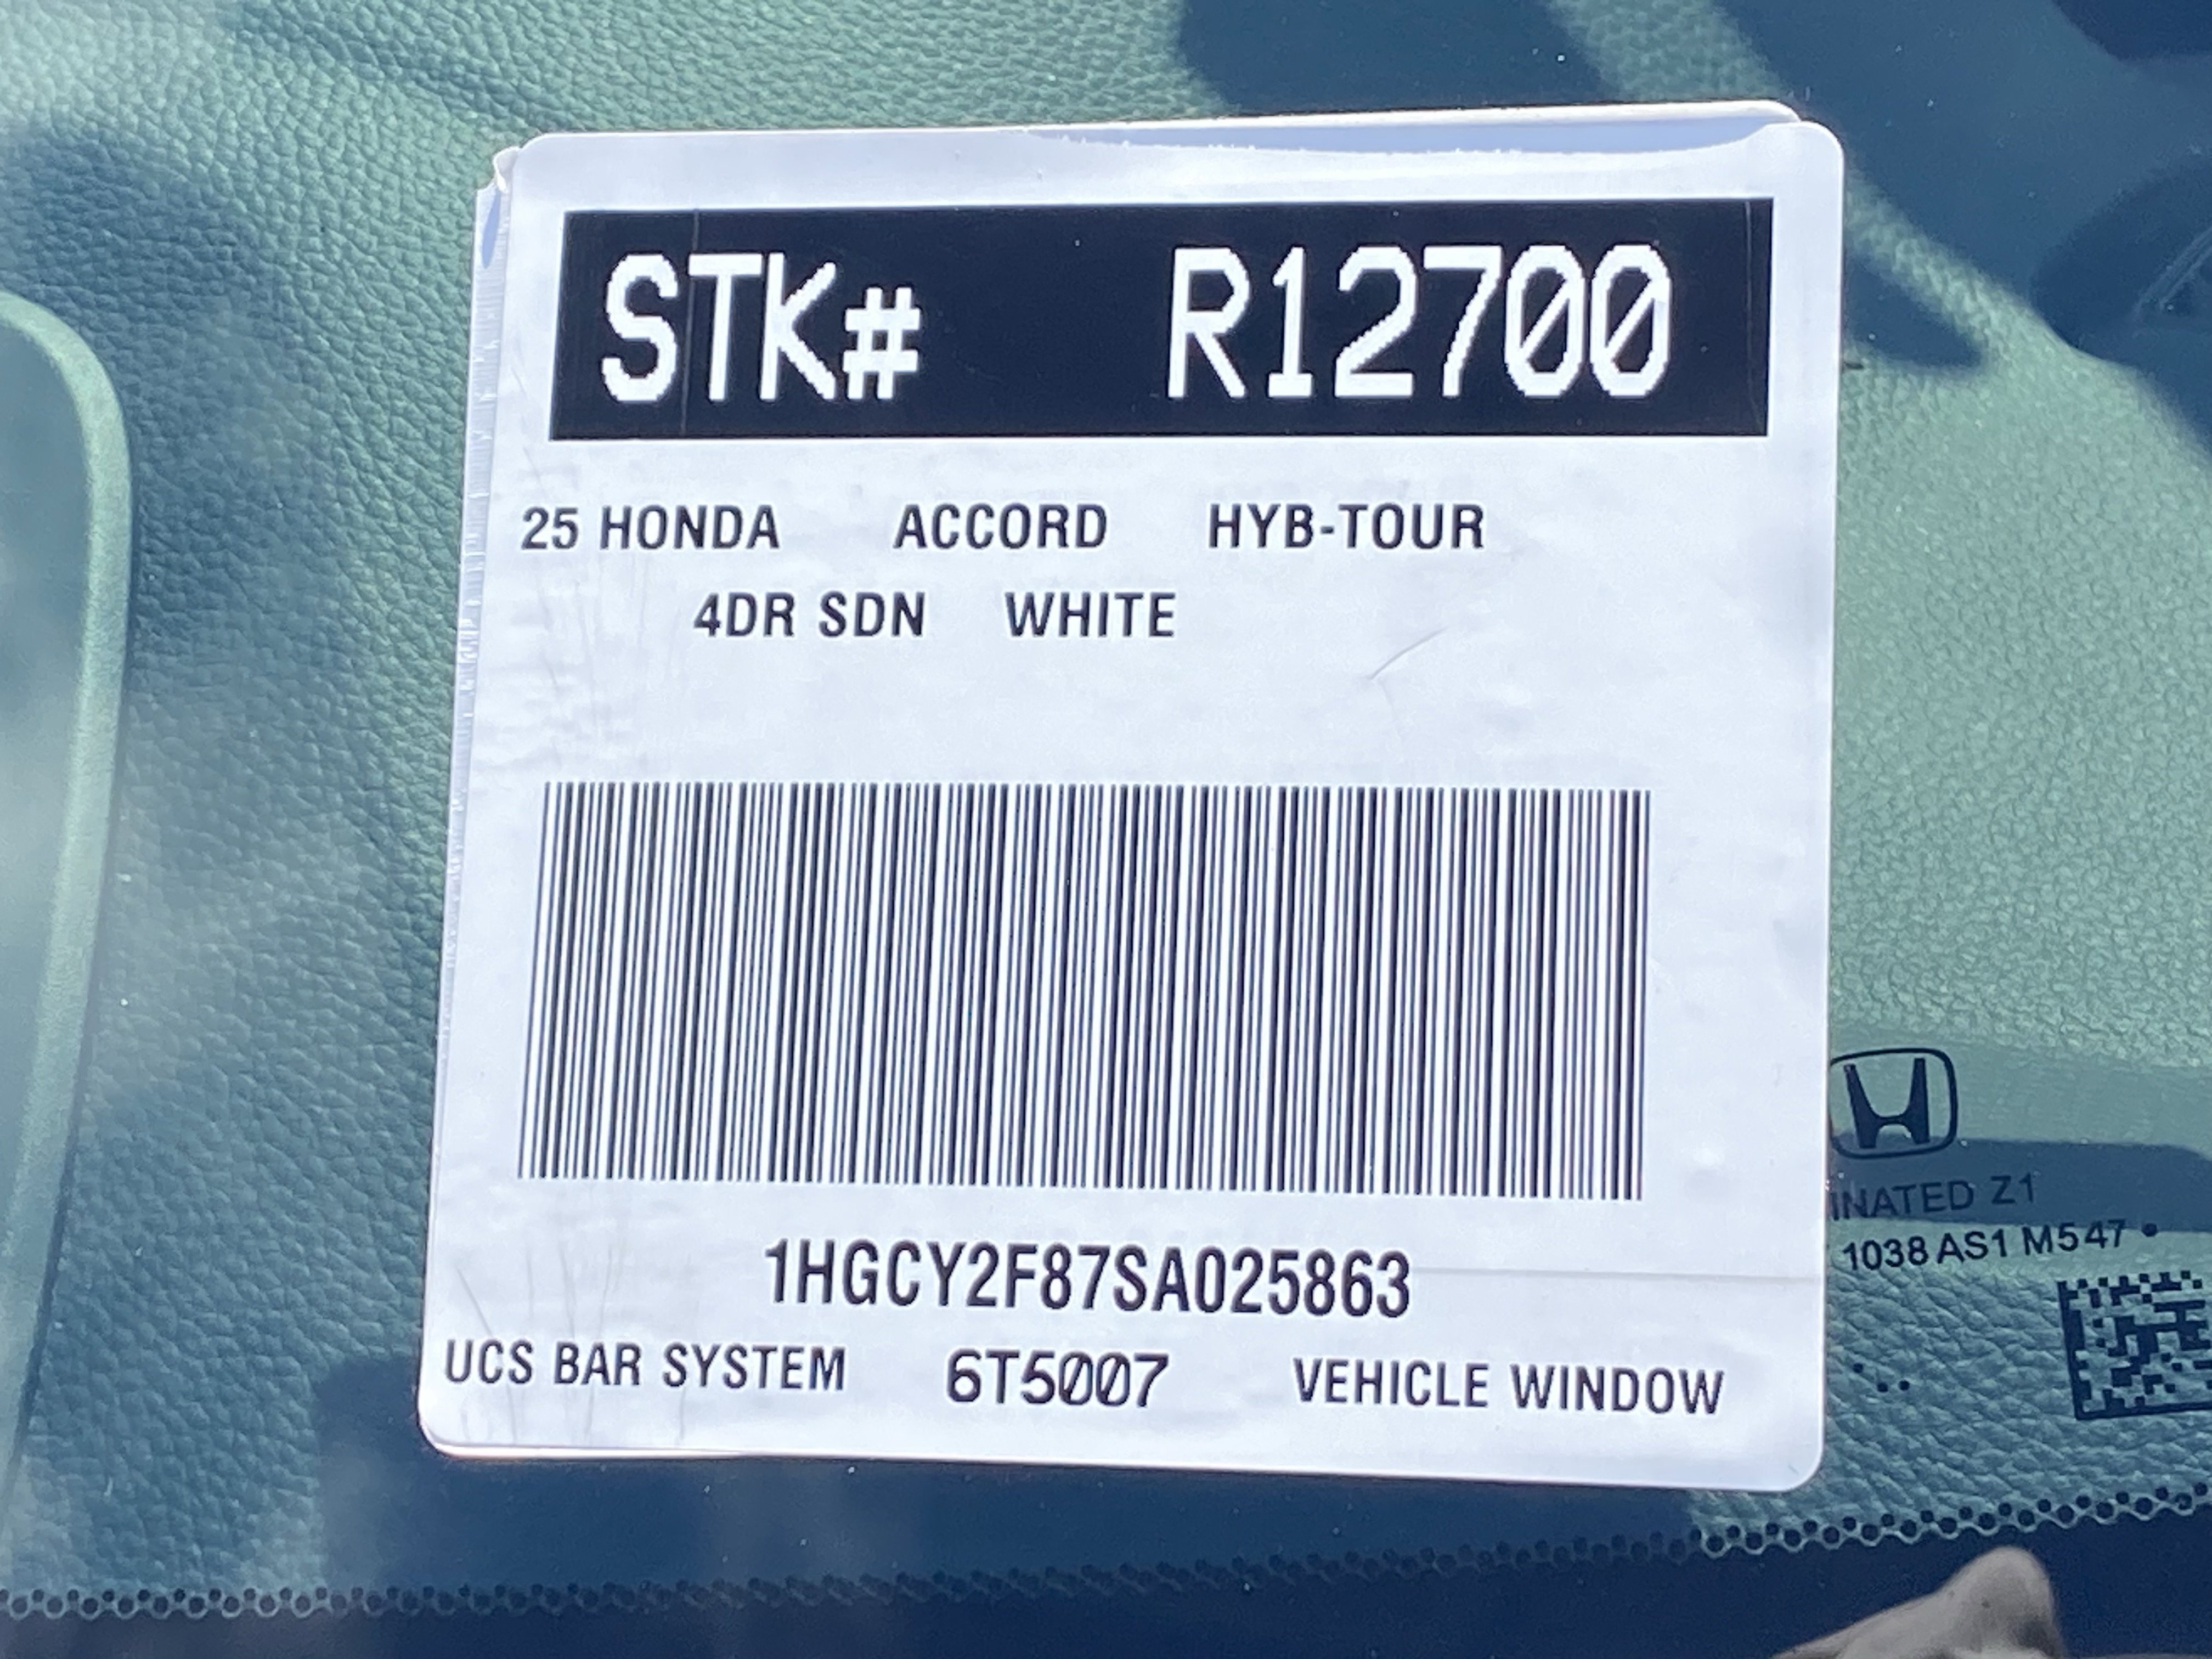 STK# R12700
25 HONDA ACCORD HYB-TOUR
4DR SDN WHITE
1HGCY2F87SA025863
UCS BAR SYSTEM 6T5007 VEHICLE WINDOW
INATED Z1
1038 AS1 M547